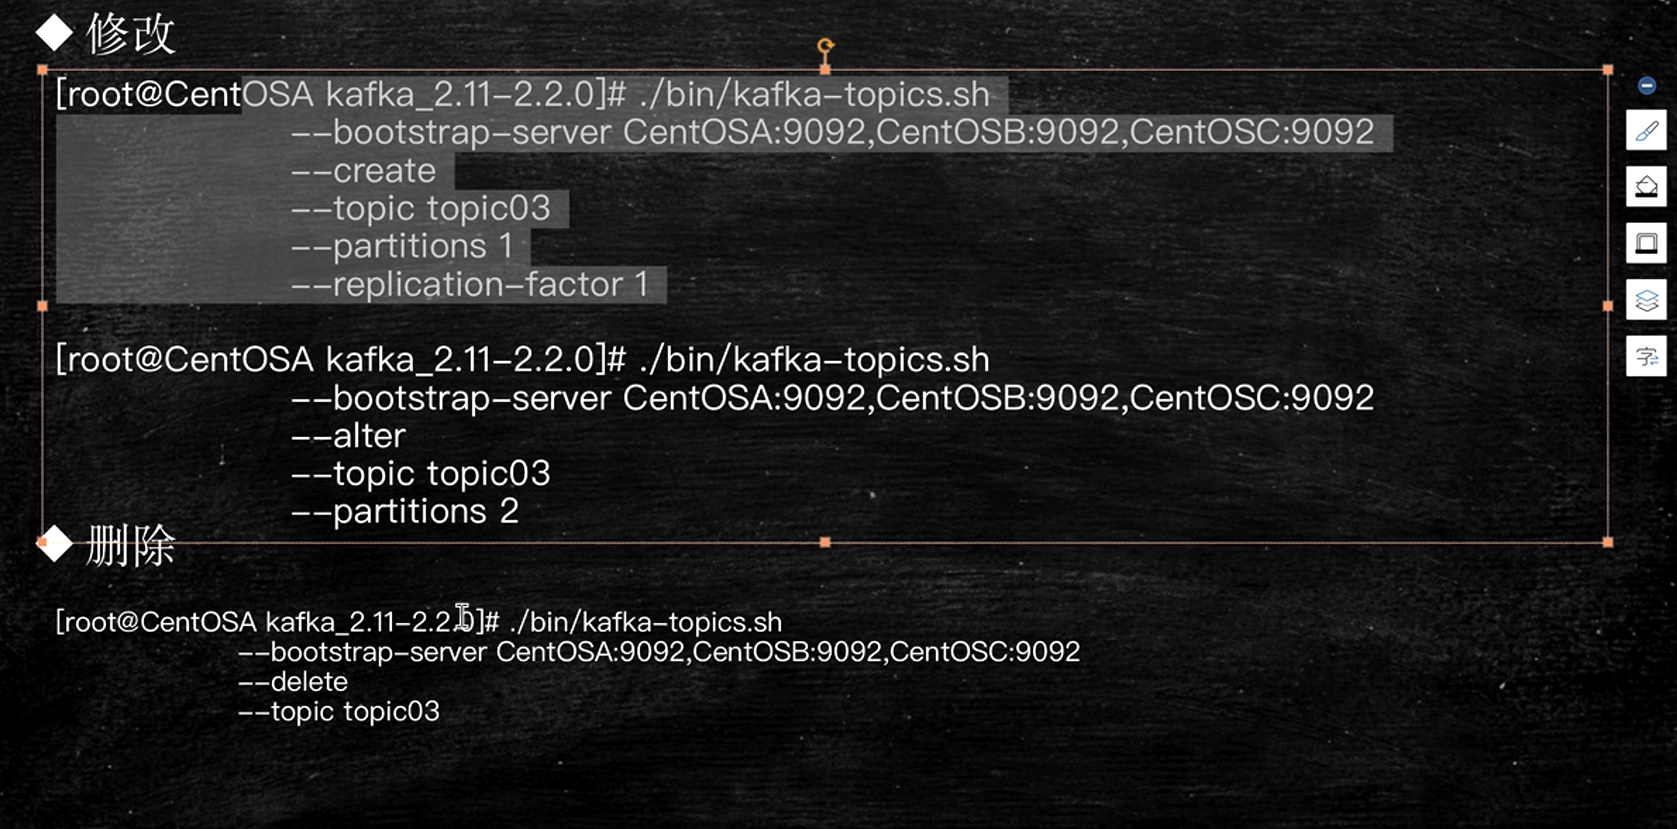 修改
[root@CentOSA kafka_2.11-2.2.0]# ./bin/kafka-topics.sh
--bootstrap-server CentOSA:9092,CentOSB:9092,CentOSC:9092
--create
--topic topic03
--partitions 1
--replication-factor 1
[root@CentOSA kafka_2.11-2.2.0]# ./bin/kafka-topics.sh
--bootstrap-server CentOSA:9092,CentOSB:9092,CentOSC:9092
--alter
--topic topic03
--partitions 2
删除
[root@CentOSA kafka_2.11-2.2.0]# ./bin/kafka-topics.sh
--bootstrap-server CentOSA:9092,CentOSB:9092,CentOSC:9092
--delete
--topic topic03
字